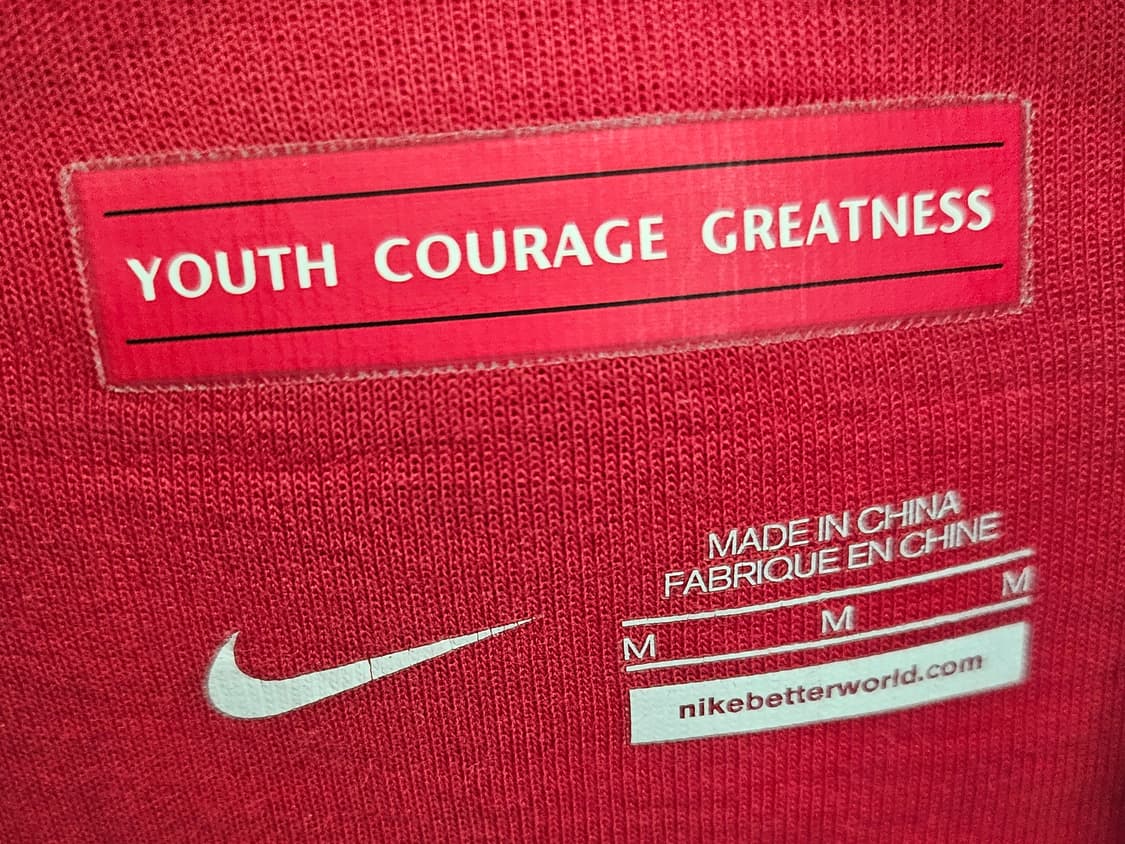 YOUTH COURAGE GREATNESS
MADE IN CHINA
FABRIQUE EN CHINE
M M M
nikebetterworld.com